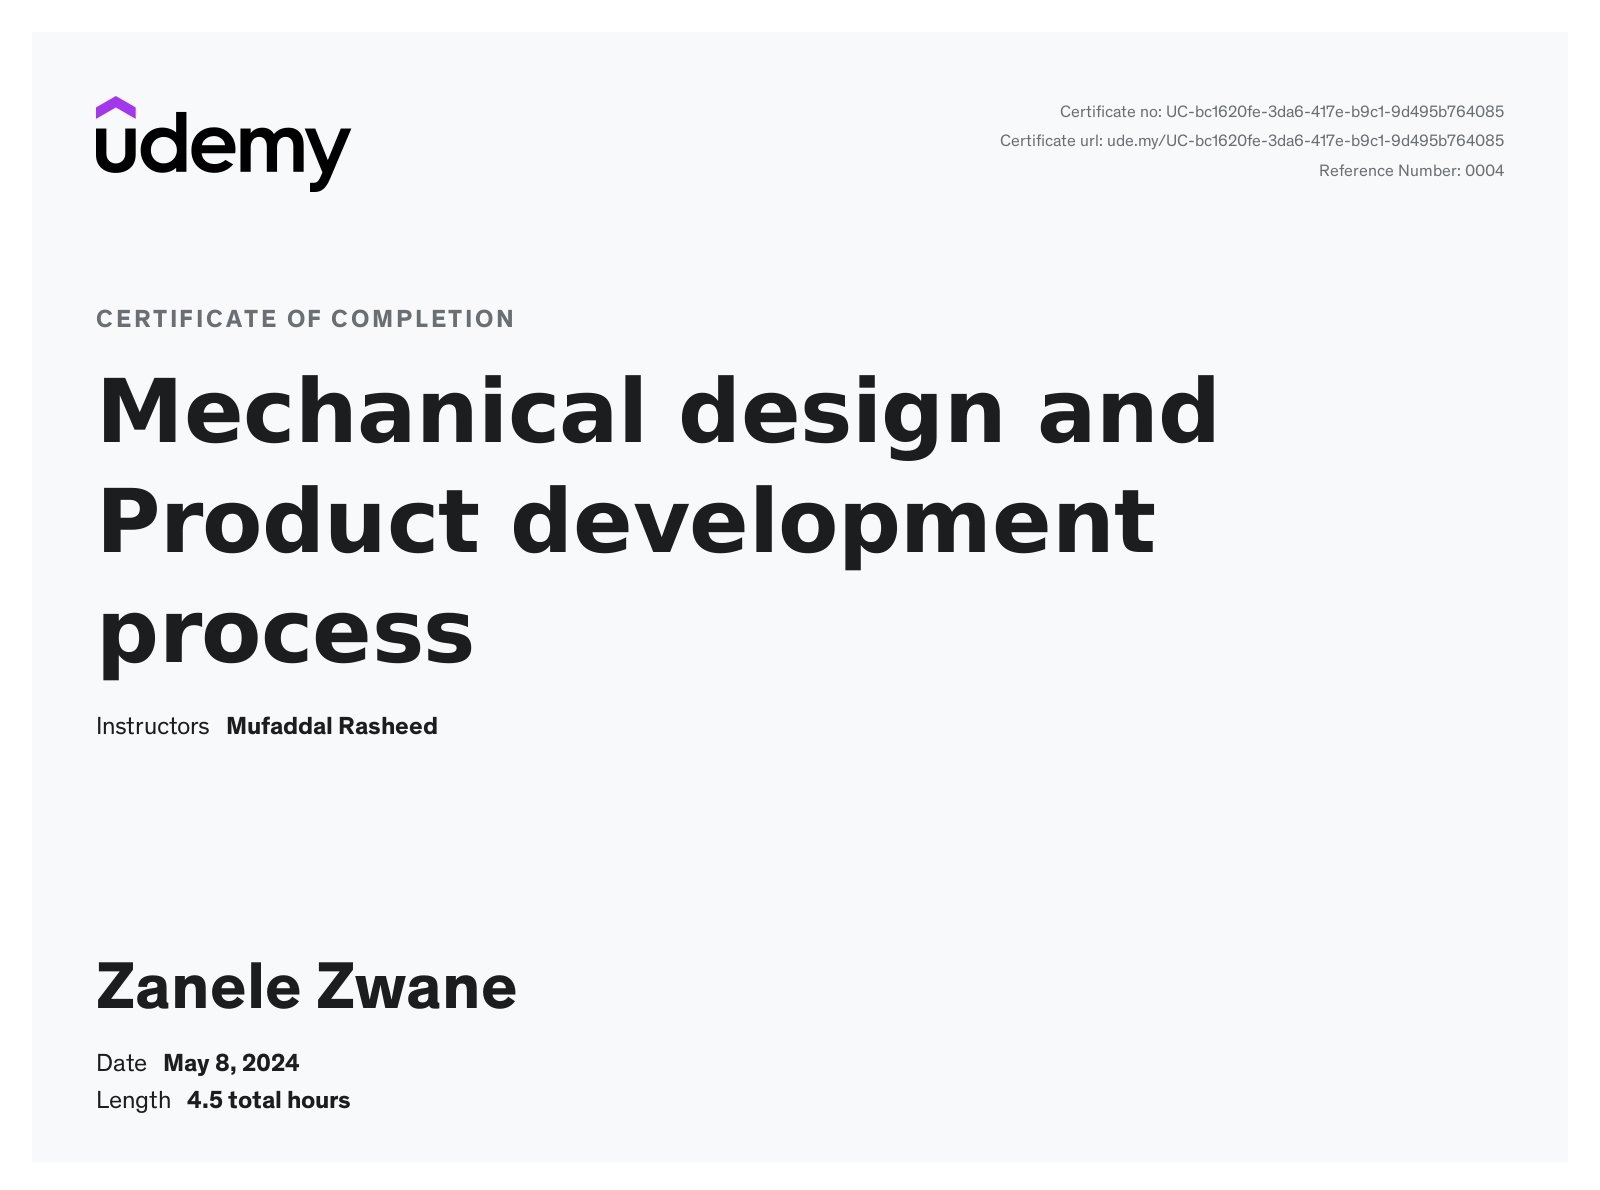 udemy
Certificate no: UC-bc1620fe-3da6-417e-b9c1-9d495b764085
Certificate url: ude.my/UC-bc1620fe-3da6-417e-b9c1-9d495b764085
Reference Number: 0004
CERTIFICATE OF COMPLETION
Mechanical design and
Product development
process
Instructors Mufaddal Rasheed
Zanele Zwane
Date May 8, 2024
Length 4.5 total hours